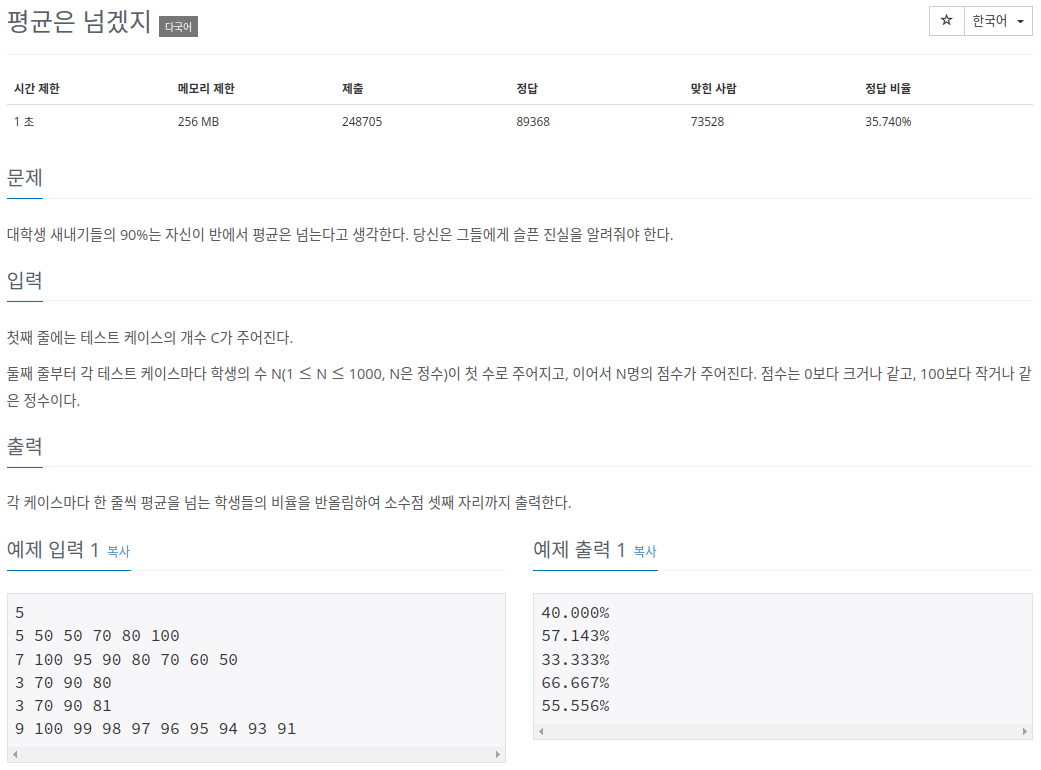 평균은 넘겠지 다국어
☆ 한국어
시간 제한 메모리 제한 제출 정답 맞힌 사람 정답 비율
1 초 256 MB 248705 89368 73528 35.740%
문제
대학생 새내기들의 90%는 자신이 반에서 평균은 넘는다고 생각한다. 당신은 그들에게 슬픈 진실을 알려줘야 한다.
입력
첫째 줄에는 테스트 케이스의 개수 C가 주어진다.
둘째 줄부터 각 테스트 케이스마다 학생의 수 N(1 ≤ N ≤ 1000, N은 정수)이 첫 수로 주어지고, 이어서 N명의 점수가 주어진다. 점수는 0보다 크거나 같고, 100보다 작거나 같
은 정수이다.
출력
각 케이스마다 한 줄씩 평균을 넘는 학생들의 비율을 반올림하여 소수점 셋째 자리까지 출력한다.
예제 입력 1 복사
5
5 50 50 70 80 100
7 100 95 90 80 70 60 50
3 70 90 80
3 70 90 81
9 100 99 98 97 96 95 94 93 91
예제 출력 1 복사
40.000%
57.143%
33.333%
66.667%
55.556%